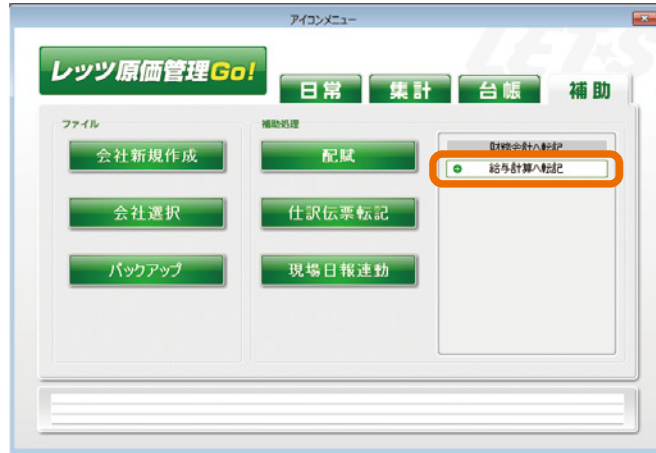 アイコンメニュー
LET'S
レッツ原価管理Go!
日常
集計
台帳
補助
ファイル
会社新規作成
会社選択
バックアップ
補助処理
配賦
仕訳伝票転記
現場日報連動
財務会計へ転記
給与計算へ転記